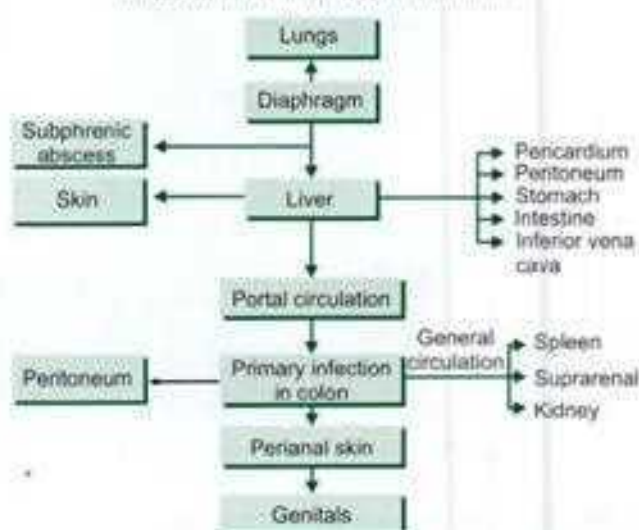 Lungs
Diaphragm
Subphrenic
abscess
Skin
Liver
Pericardium
Peritoneum
Stomach
Intestine
Inferior vena
cava
Portal circulation
General
circulation
Peritoneum
Primary infection
in colon
Spleen
Suprarenal
Kidney
Perianal skin
Genitals